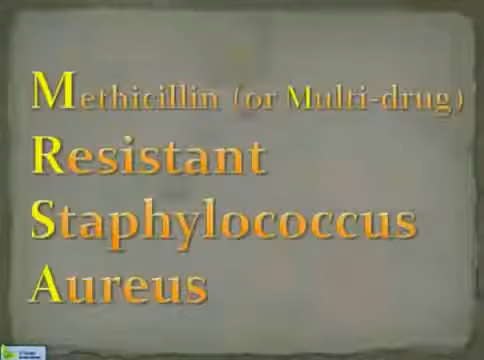 Methicillin (or Multi-drug)
Resistant
Staphylococcus
Aureus